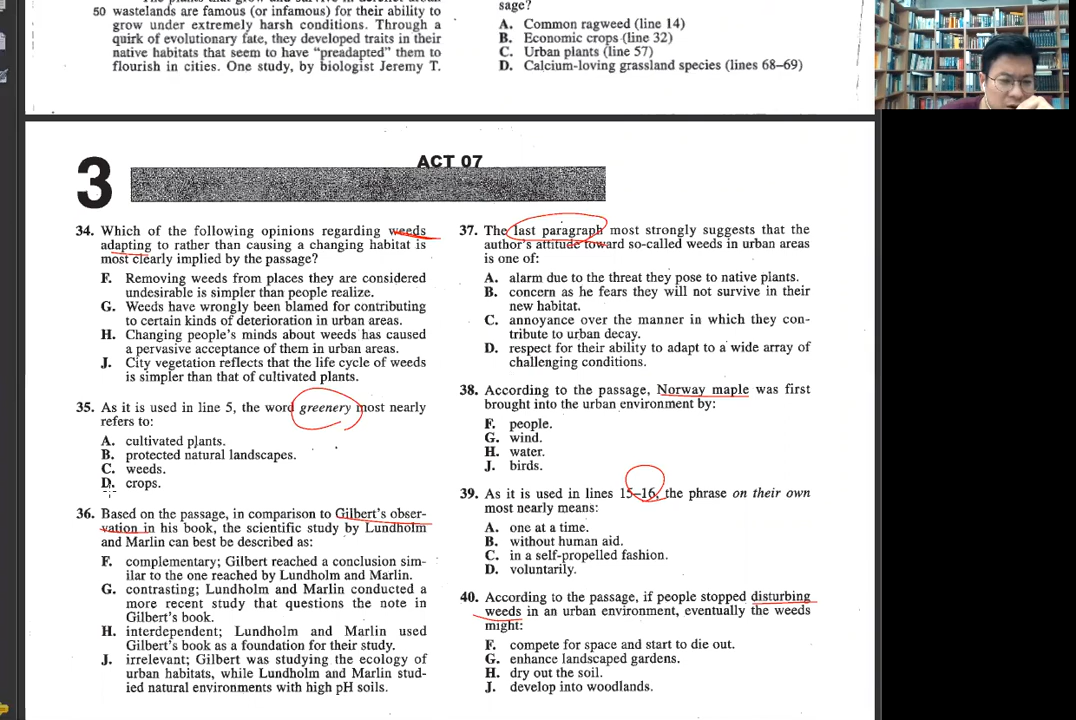 50 wastelands are famous (or infamous) for their ability to
grow under extremely harsh conditions. Through a
quirk of evolutionary fate, they developed traits in their
native habitats that seem to have “preadapted” them to
flourish in cities. One study, by biologist Jeremy T.
sage?
A. Common ragweed (line 14)
B. Economic crops (line 32)
C. Urban plants (line 57)
D. Calcium-loving grassland species (lines 68–69)
3
ACT 07
34. Which of the following opinions regarding weeds
adapting to rather than causing a changing habitat is
most clearly implied by the passage?
F. Removing weeds from places they are considered
undesirable is simpler than people realize.
G. Weeds have wrongly been blamed for contributing
to certain kinds of deterioration in urban areas.
H. Changing people's minds about weeds has caused
a pervasive acceptance of them in urban areas.
J. City vegetation reflects that the life cycle of weeds
is simpler than that of cultivated plants.
35. As it is used in line 5, the word greenery most nearly
refers to:
A. cultivated plants.
B. protected natural landscapes.
C. weeds.
D. crops.
36. Based on the passage, in comparison to Gilbert's obser-
vation in his book, the scientific study by Lundholm
and Marlin can best be described as:
F. complementary; Gilbert reached a conclusion sim-
ilar to the one reached by Lundholm and Marlin.
G. contrasting; Lundholm and Marlin conducted a
more recent study that questions the note in
Gilbert's book.
H. interdependent; Lundholm and Marlin used
Gilbert's book as a foundation for their study.
J. irrelevant; Gilbert was studying the ecology of
urban habitats, while Lundholm and Marlin stud-
ied natural environments with high pH soils.
37. The last paragraph most strongly suggests that the
author's attitude toward so-called weeds in urban areas
is one of:
A. alarm due to the threat they pose to native plants.
B. concern as he fears they will not survive in their
new habitat.
C. annoyance over the manner in which they con-
tribute to urban decay.
D. respect for their ability to adapt to a wide array of
challenging conditions.
38. According to the passage, Norway maple was first
brought into the urban environment by:
F. people.
G. wind.
H. water.
J. birds.
39. As it is used in lines 15–16, the phrase on their own
most nearly means:
A. one at a time.
B. without human aid.
C. in a self-propelled fashion.
D. voluntarily.
40. According to the passage, if people stopped disturbing
weeds in an urban environment, eventually the weeds
might:
F. compete for space and start to die out.
G. enhance landscaped gardens.
H. dry out the soil.
J. develop into woodlands.